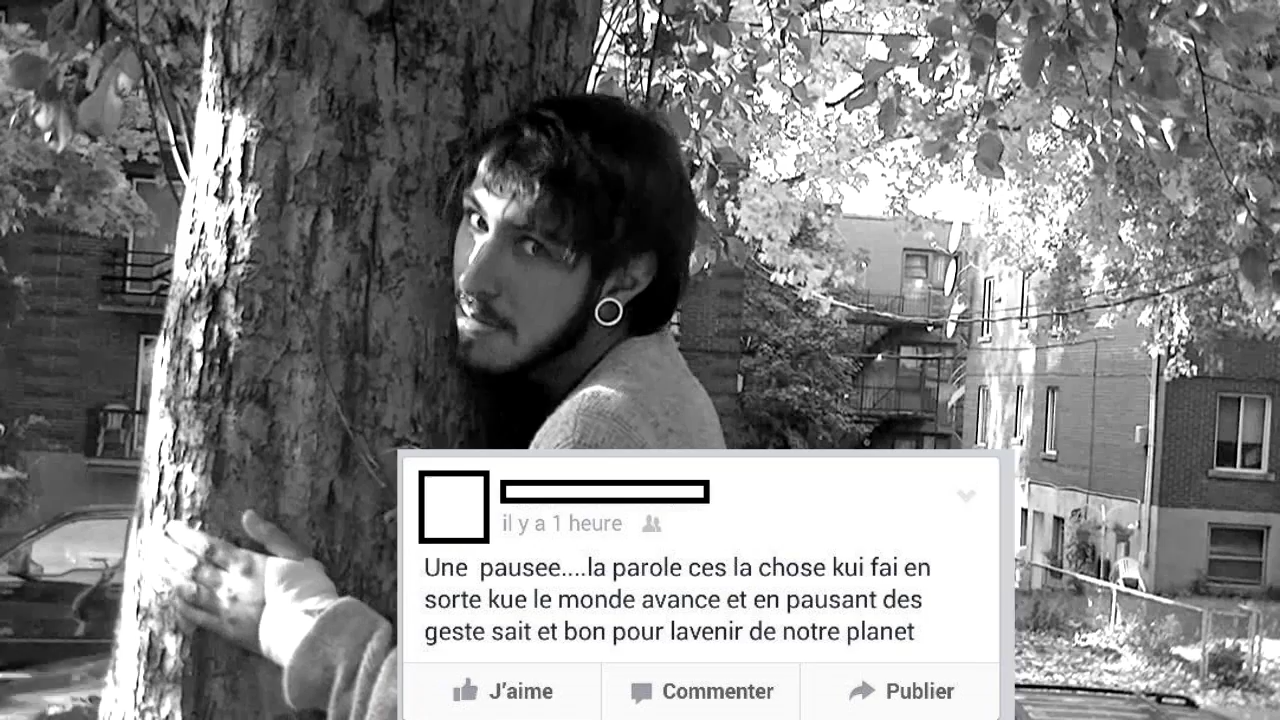 il y a 1 heure
Une pausee....la parole ces la chose kui fai en
sorte kue le monde avance et en pausant des
geste sait et bon pour lavenir de notre planet
J'aime Commenter Publier